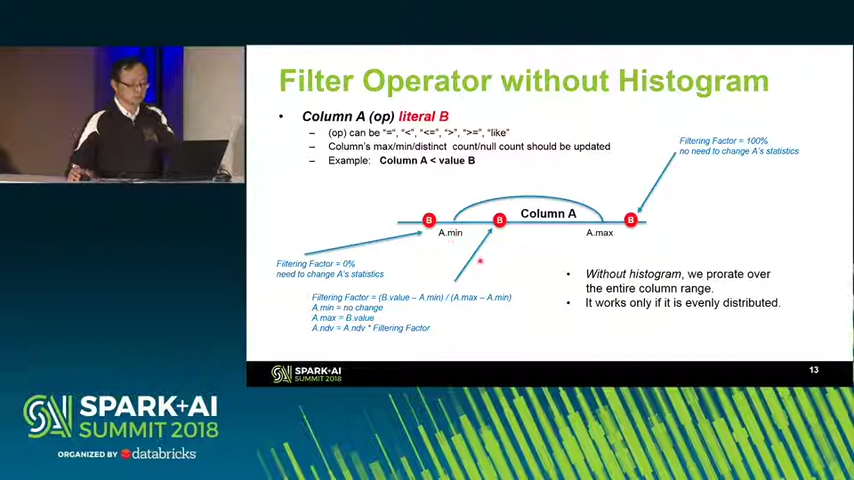 Filter Operator without Histogram
• Column A (op) literal B
– (op) can be "=", "<", "<=", ">", ">=", "like"
– Column's max/min/distinct count/null count should be updated
– Example: Column A < value B
Filtering Factor = 100%
no need to change A's statistics
B
B
Column A
B
A.min
A.max
Filtering Factor = 0%
need to change A's statistics
Filtering Factor = (B.value – A.min) / (A.max – A.min)
A.min = no change
A.max = B.value
A.ndv = A.ndv * Filtering Factor
• Without histogram, we prorate over
the entire column range.
• It works only if it is evenly distributed.
SPARK+AI
SUMMIT 2018
13
SPARK+AI
SUMMIT 2018
ORGANIZED BY databricks